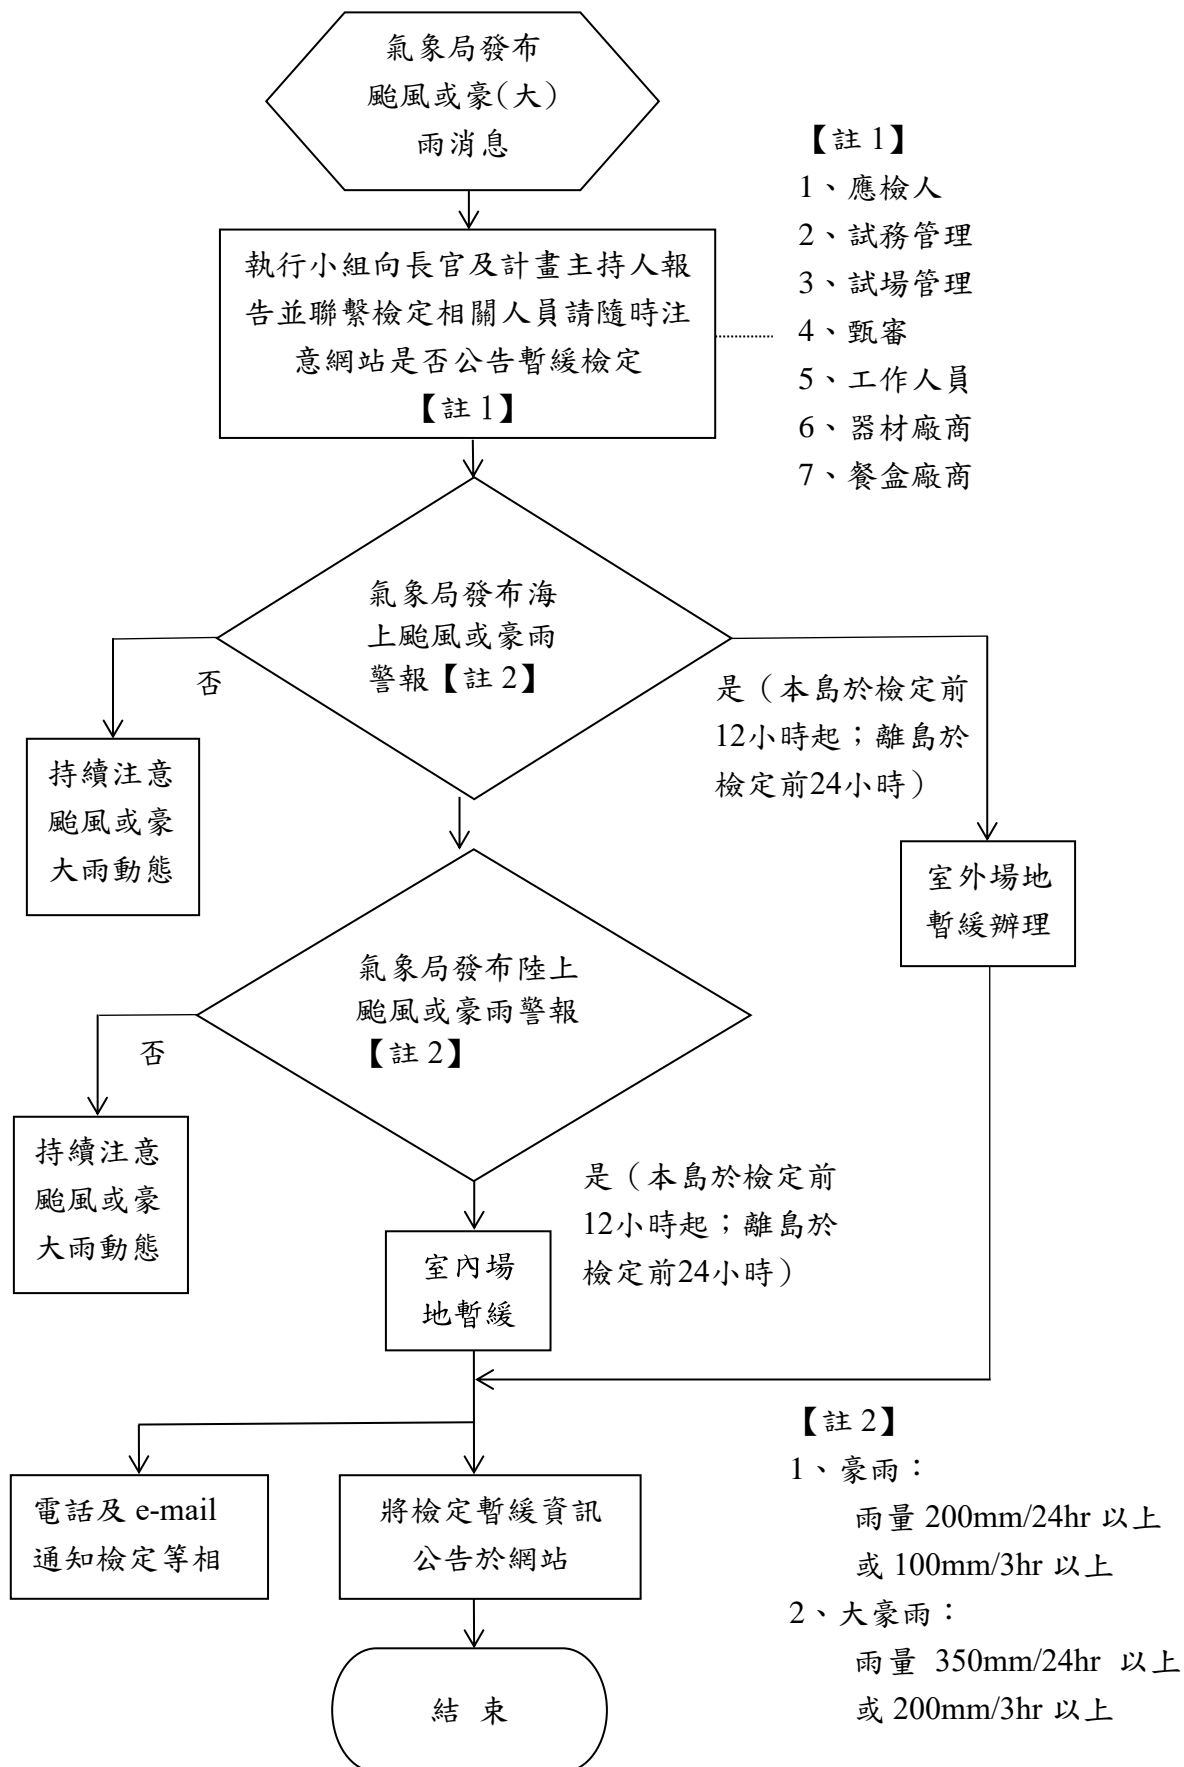 氣象局發布
颱風或豪(大)
雨消息
【註 1】
1、應檢人
2、試務管理
3、試場管理
4、甄審
5、工作人員
6、器材廠商
7、餐盒廠商
執行小組向長官及計畫主持人報
告並聯繫檢定相關人員請隨時注
意網站是否公告暫緩檢定
【註 1】
氣象局發布海
上颱風或豪雨
警報【註 2】
否
是（本島於檢定前
12小時起；離島於
檢定前24小時）
持續注意
颱風或豪
大雨動態
室外場地
暫緩辦理
氣象局發布陸上
颱風或豪雨警報
【註 2】
否
持續注意
颱風或豪
大雨動態
是（本島於檢定前
12小時起；離島於
檢定前24小時）
室內場
地暫緩
電話及 e-mail
通知檢定等相
將檢定暫緩資訊
公告於網站
結 束
【註 2】
1、豪雨：
雨量 200mm/24hr 以上
或 100mm/3hr 以上
2、大豪雨：
雨量 350mm/24hr 以上
或 200mm/3hr 以上